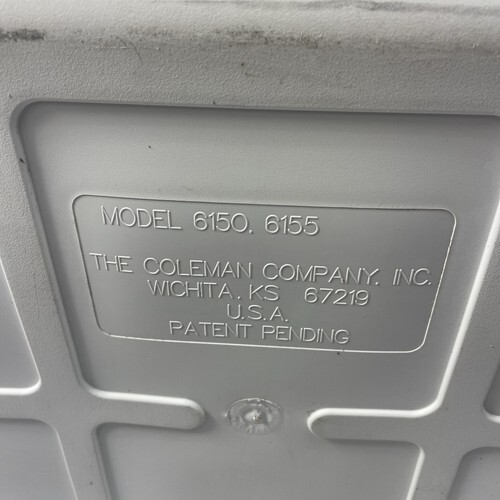 MODEL 6150, 6155
THE COLEMAN COMPANY, INC.
WICHITA, KS 67219
U.S.A.
PATENT PENDING